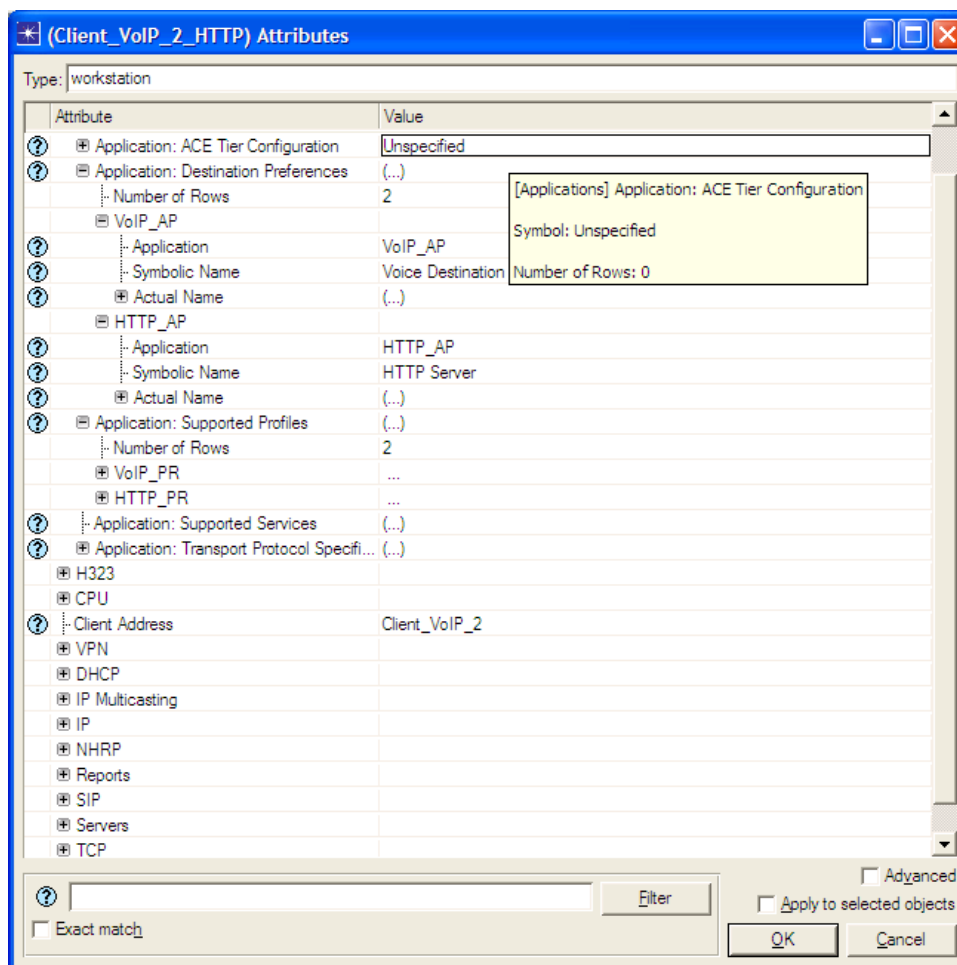 (Client_VoIP_2_HTTP) Attributes
Type: workstation
Attribute Value
Application: ACE Tier Configuration Unspecified
Application: Destination Preferences (...)
Number of Rows 2
VoIP_AP
Application VoIP_AP
Symbolic Name Voice Destination
Actual Name (...)
HTTP_AP
Application HTTP_AP
Symbolic Name HTTP Server
Actual Name (...)
Application: Supported Profiles (...)
Number of Rows 2
VoIP_PR ...
HTTP_PR ...
Application: Supported Services (...)
Application: Transport Protocol Specifi... (...)
H323
CPU
Client Address Client_VoIP_2
VPN
DHCP
IP Multicasting
IP
NHRP
Reports
SIP
Servers
TCP
[Applications] Application: ACE Tier Configuration
Symbol: Unspecified
Number of Rows: 0
Advanced
Filter
Apply to selected objects
Exact match
OK Cancel